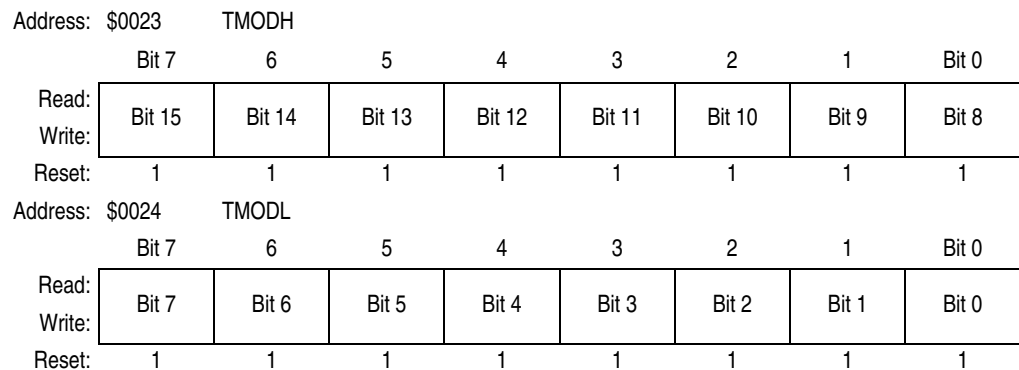 Address: $0023 TMODH
Bit 7 6 5 4 3 2 1 Bit 0
Read:
Bit 15 Bit 14 Bit 13 Bit 12 Bit 11 Bit 10 Bit 9 Bit 8
Write:
Reset: 1 1 1 1 1 1 1 1
Address: $0024 TMODL
Bit 7 6 5 4 3 2 1 Bit 0
Read:
Bit 7 Bit 6 Bit 5 Bit 4 Bit 3 Bit 2 Bit 1 Bit 0
Write:
Reset: 1 1 1 1 1 1 1 1